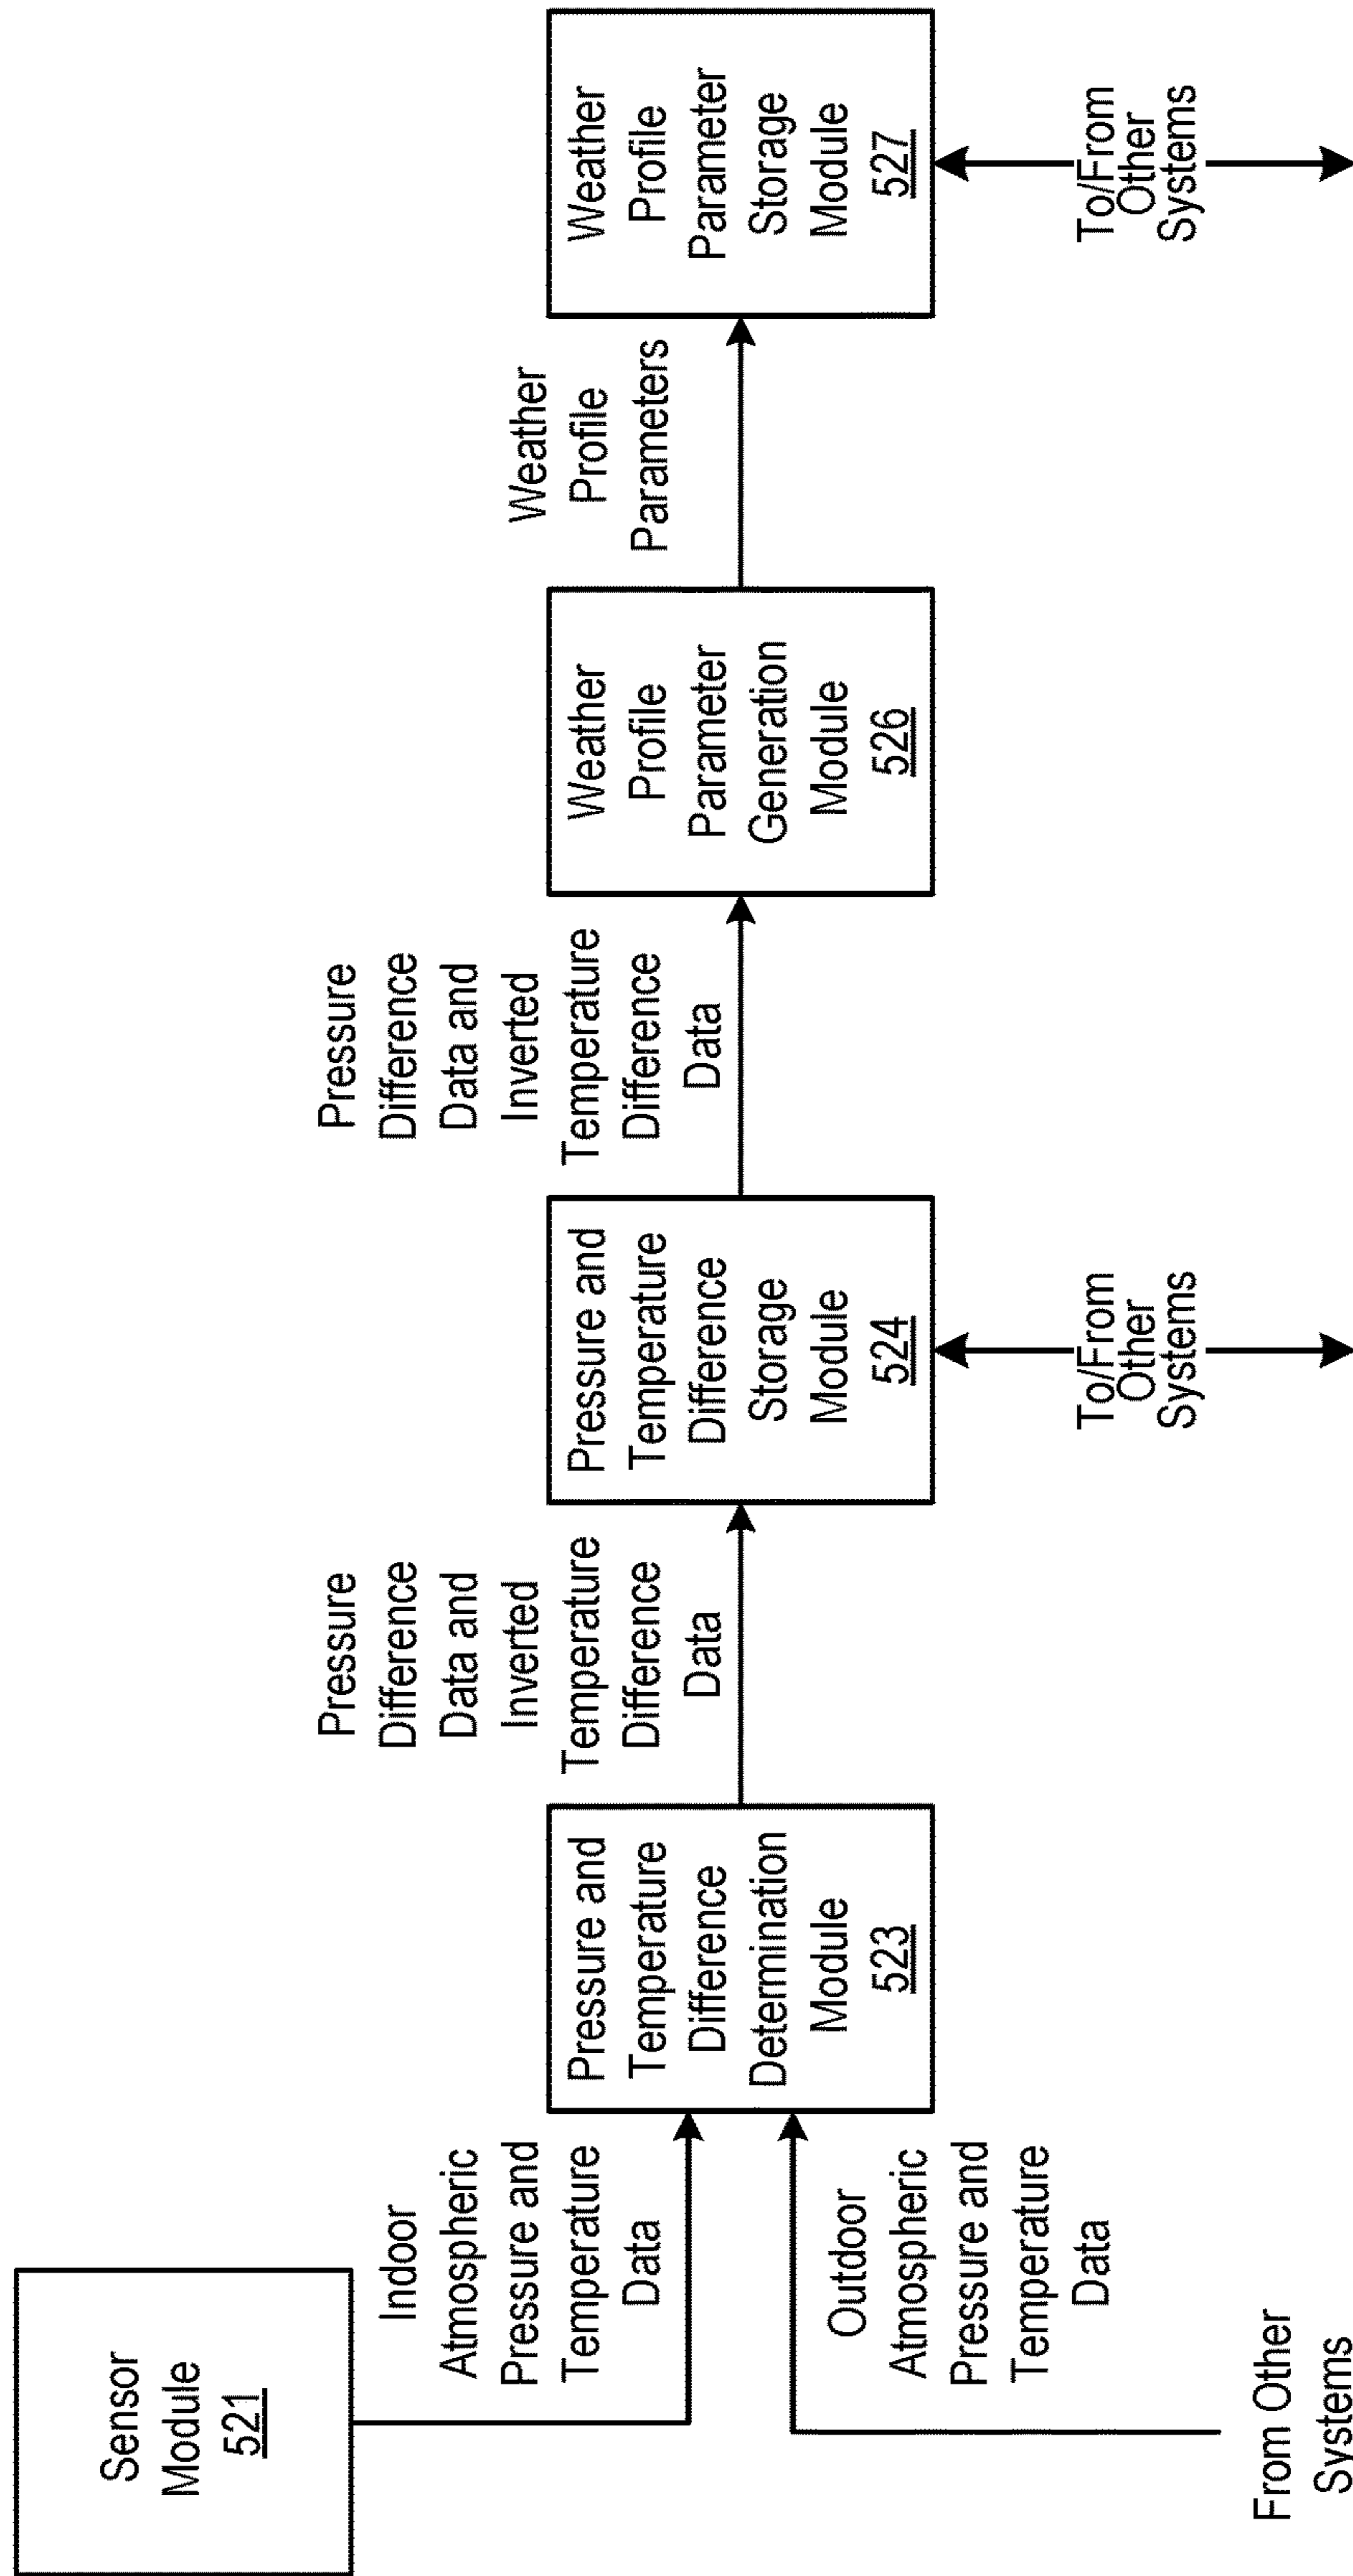 Sensor
Module
521
Indoor
Atmospheric
Pressure and
Temperature
Data
Outdoor
Atmospheric
Pressure and
Temperature
Data
From Other
Systems
Pressure and
Temperature
Difference
Determination
Module
523
Pressure
Difference
Data and
Inverted
Temperature
Difference
Data
Pressure and
Temperature
Difference
Storage
Module
524
To/From
Other
Systems
Pressure
Difference
Data and
Inverted
Temperature
Difference
Data
Weather
Profile
Parameter
Generation
Module
526
Weather
Profile
Parameters
Weather
Profile
Parameter
Storage
Module
527
To/From
Other
Systems